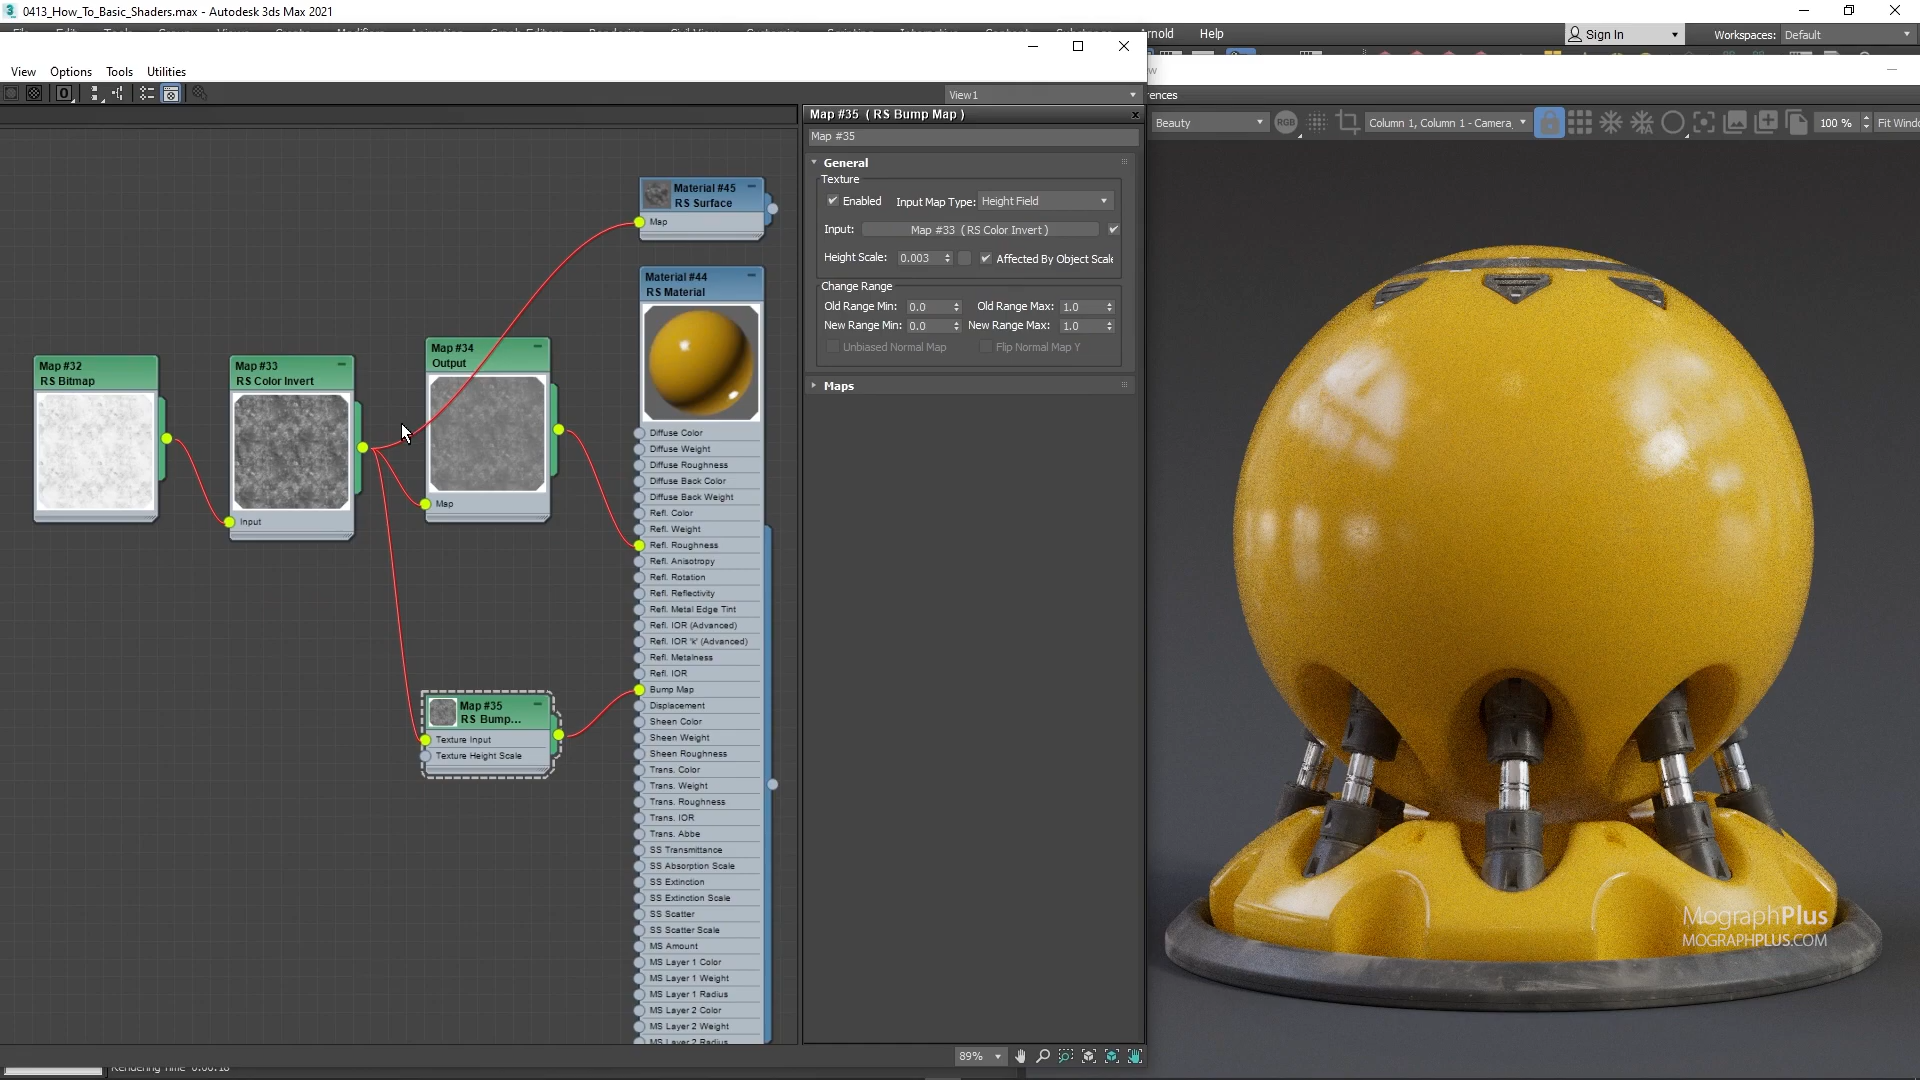 0413_How_To_Basic_Shaders.max - Autodesk 3ds Max 2021
Help
Sign In
Workspaces: Default
View Options Tools Utilities
View1
Map #35 ( RS Bump Map )
Map #35
General
Texture
Enabled
Input Map Type: Height Field
Input: Map #33 ( RS Color Invert )
Height Scale: 0.003
Affected By Object Scale
Change Range
Old Range Min: 0.0 Old Range Max: 1.0
New Range Min: 0.0 New Range Max: 1.0
Unbiased Normal Map Flip Normal Map Y
Maps
Beauty
RGB
Column 1, Column 1 - Camera
100 %
Material #45
RS Surface
Map
Material #44
RS Material
Map #32
RS Bitmap
Map #33
RS Color Invert
Input
Map #34
Output
Map
Map #35
RS Bump...
Texture Input
Texture Height Scale
Diffuse Color
Diffuse Weight
Diffuse Roughness
Diffuse Back Color
Diffuse Back Weight
Refl. Color
Refl. Weight
Refl. Roughness
Refl. Anisotropy
Refl. Rotation
Refl. Reflectivity
Refl. Metal Edge Tint
Refl. IOR (Advanced)
Refl. IOR 'k' (Advanced)
Refl. Metalness
Refl. IOR
Bump Map
Displacement
Sheen Color
Sheen Weight
Sheen Roughness
Trans. Color
Trans. Weight
Trans. Roughness
Trans. IOR
Trans. Abbe
SS Transmittance
SS Absorption Scale
SS Extinction
SS Extinction Scale
SS Scatter
SS Scatter Scale
MS Amount
MS Layer 1 Color
MS Layer 1 Weight
MS Layer 1 Radius
MS Layer 2 Color
MS Layer 2 Weight
MS Layer 2 Radius
89%
MographPlus
MOGRAPHPLUS.COM